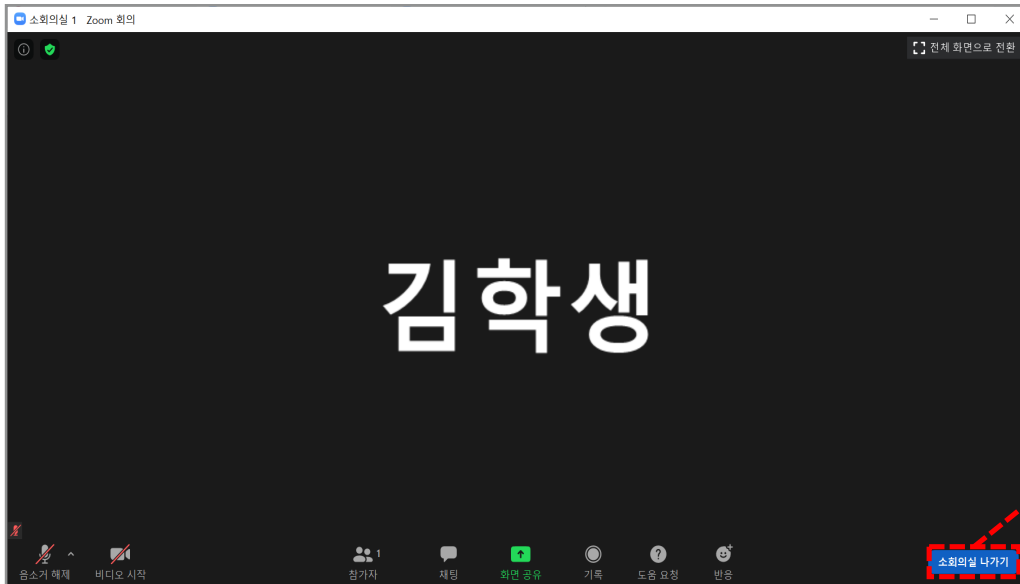 소회의실 1 Zoom 회의
전체 화면으로 전환
김학생
음소거 해제 비디오 시작 참가자 1 채팅 화면 공유 기록 도움 요청 반응 소회의실 나가기